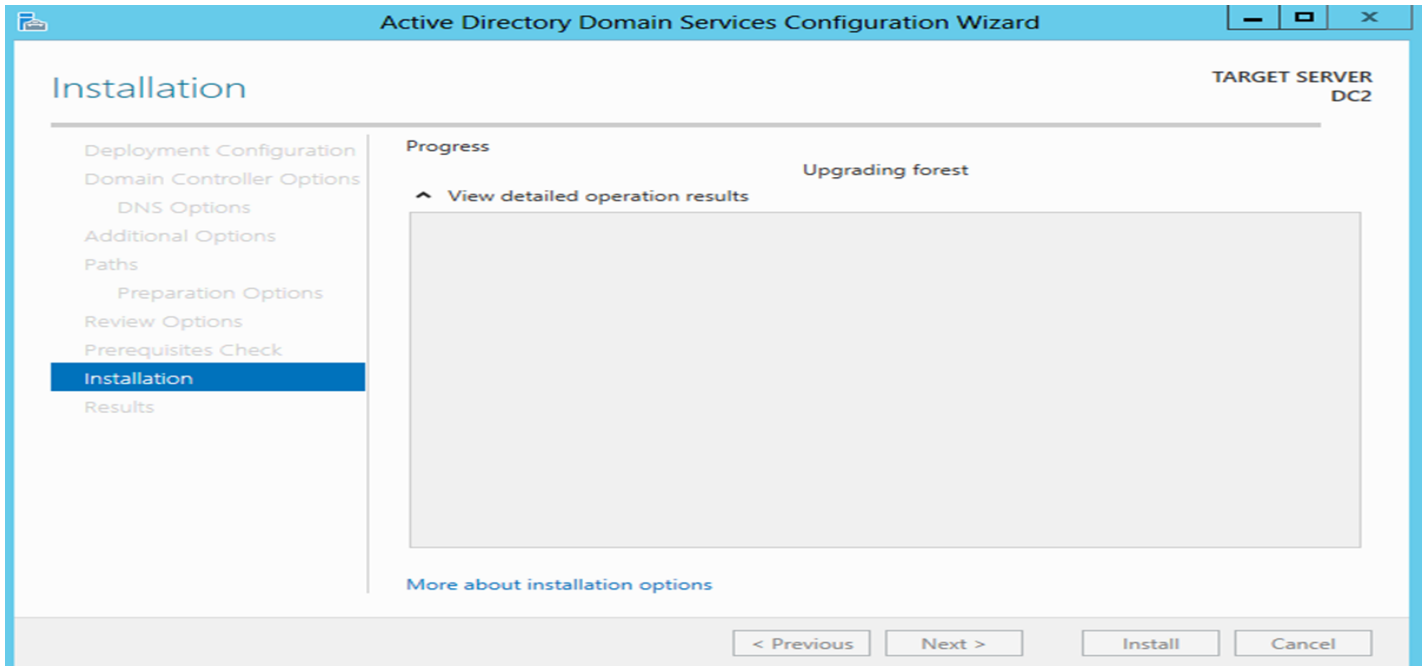 Active Directory Domain Services Configuration Wizard
Installation
TARGET SERVER
DC2
Deployment Configuration
Domain Controller Options
DNS Options
Additional Options
Paths
Preparation Options
Review Options
Prerequisites Check
Installation
Results
Progress
Upgrading forest
View detailed operation results
More about installation options
< Previous
Next >
Install
Cancel